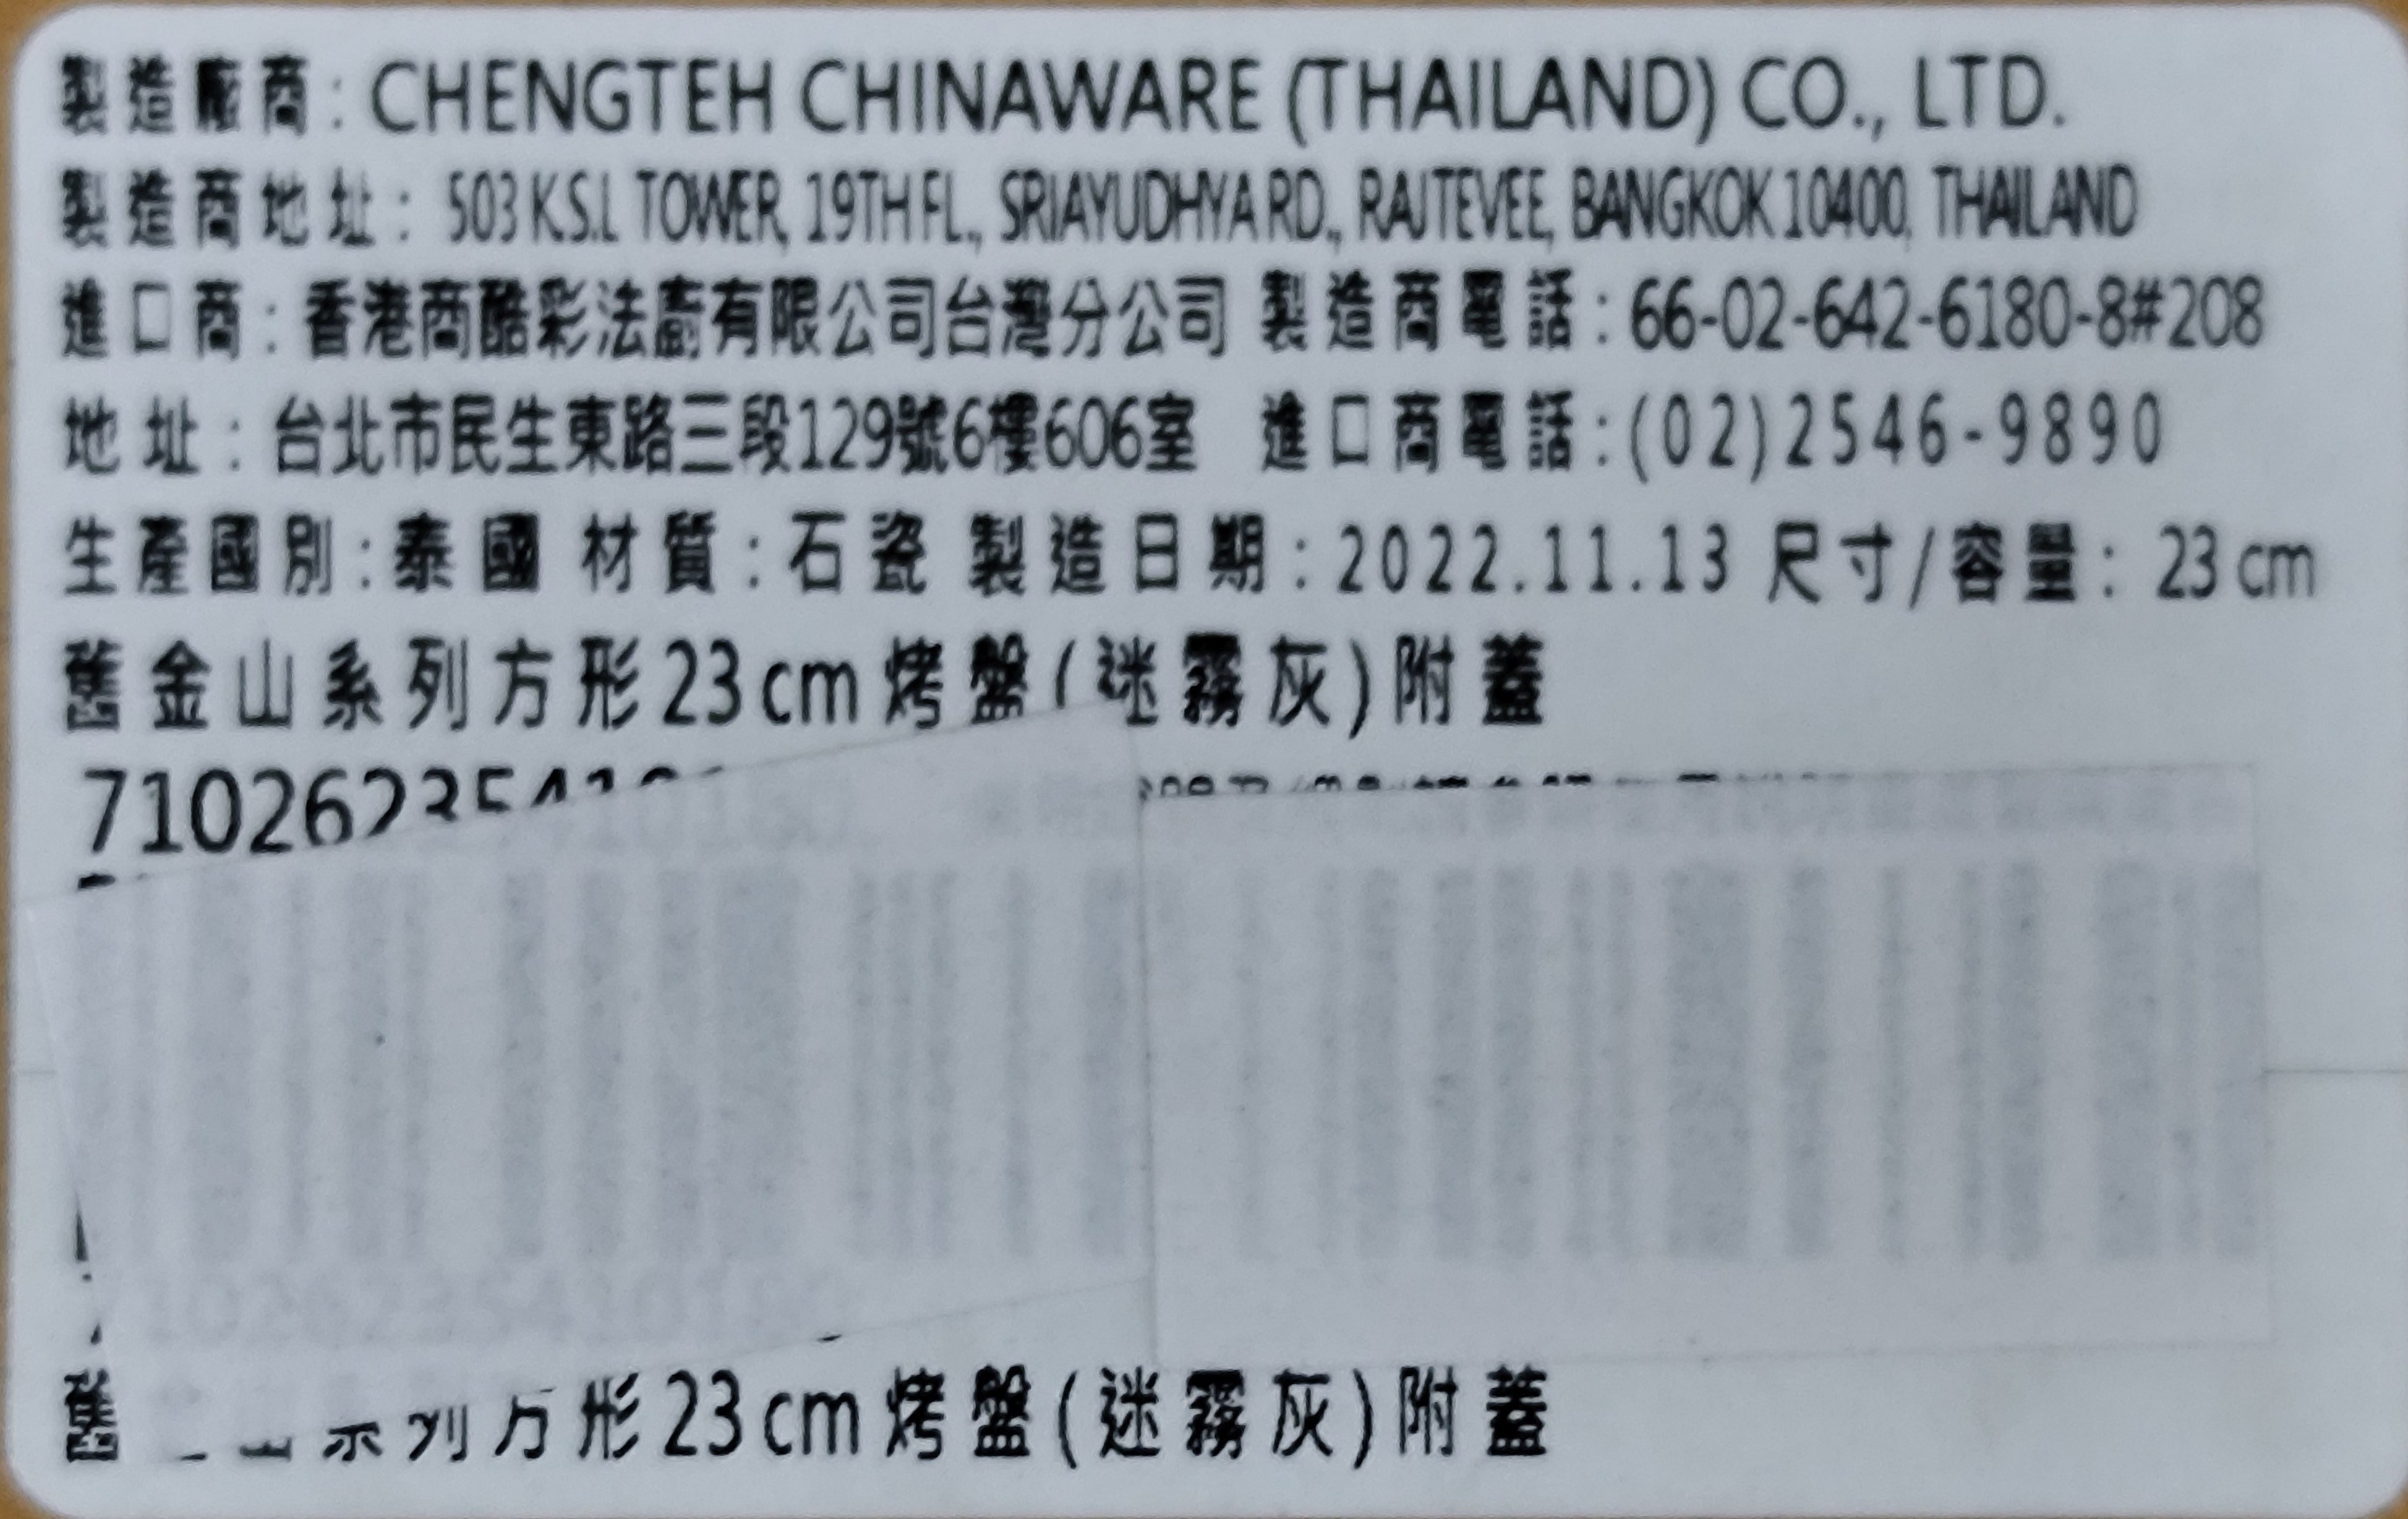 製造廠商: CHENGTEH CHINAWARE (THAILAND) CO., LTD.
製造商地址: 503 K.S.L TOWER, 19TH FL., SRIAYUDHYA RD., RAJTEVEE, BANGKOK 10400, THAILAND
進口商: 香港商酷彩法廚有限公司台灣分公司 製造商電話: 66-02-642-6180-8#208
地址: 台北市民生東路三段129號6樓606室 進口商電話:(02)2546-9890
生產國別:泰國 材質:石瓷 製造日期:2022.11.13 尺寸/容量: 23 cm
舊金山系列方形23cm烤盤(迷霧灰)附蓋
舊金山系列方形23cm烤盤(迷霧灰)附蓋